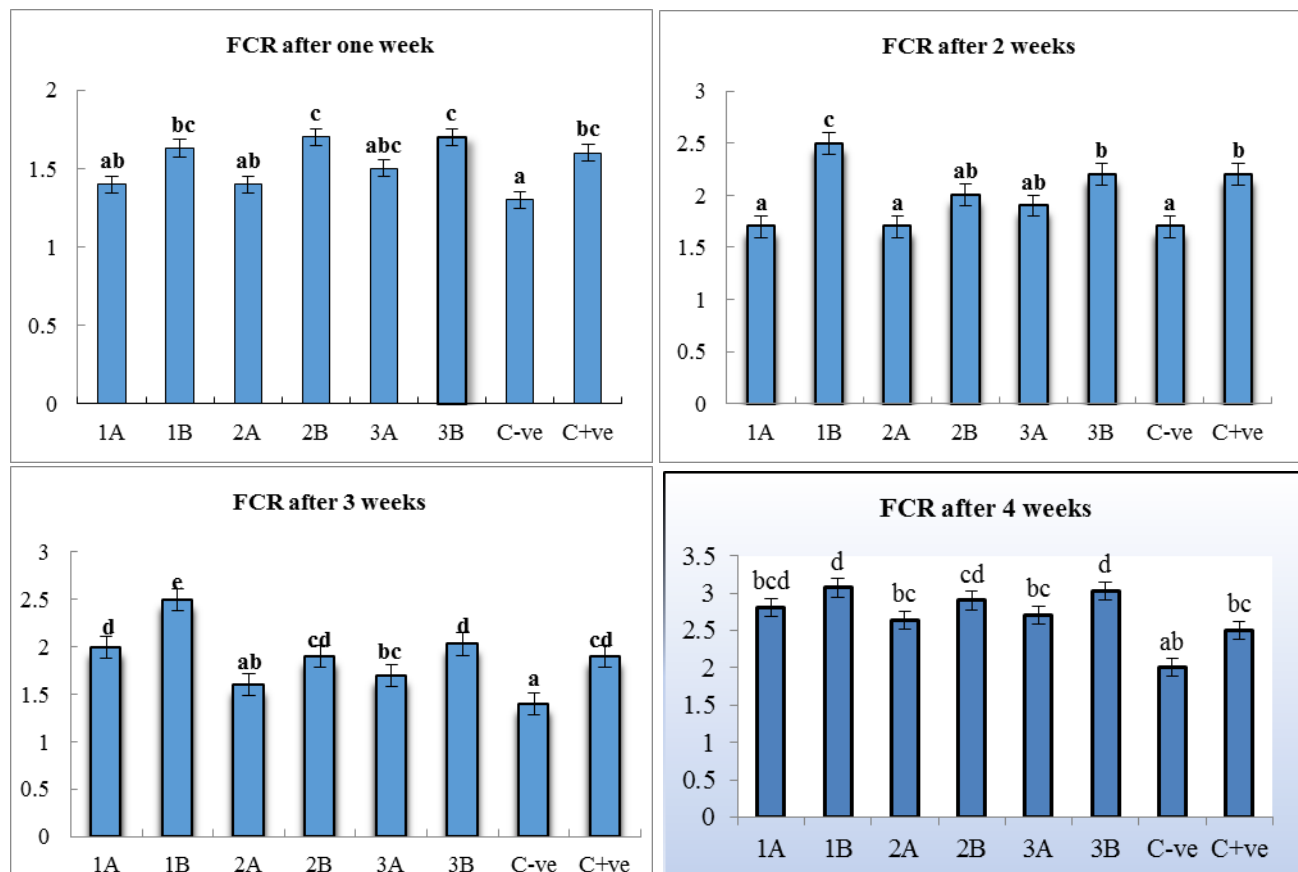 FCR after one week
2
1.5
1
0.5
0
ab
bc
ab
c
abc
c
a
bc
1A 1B 2A 2B 3A 3B C-ve C+ve
FCR after 2 weeks
3
2.5
2
1.5
1
0.5
0
a
c
a
ab
ab
b
a
b
1A 1B 2A 2B 3A 3B C-ve C+ve
FCR after 3 weeks
3
2.5
2
1.5
1
0.5
0
d
e
ab
cd
bc
d
a
cd
1A 1B 2A 2B 3A 3B C-ve C+ve
FCR after 4 weeks
3.5
3
2.5
2
1.5
1
0.5
0
bcd
d
bc
cd
bc
d
ab
bc
1A 1B 2A 2B 3A 3B C-ve C+ve